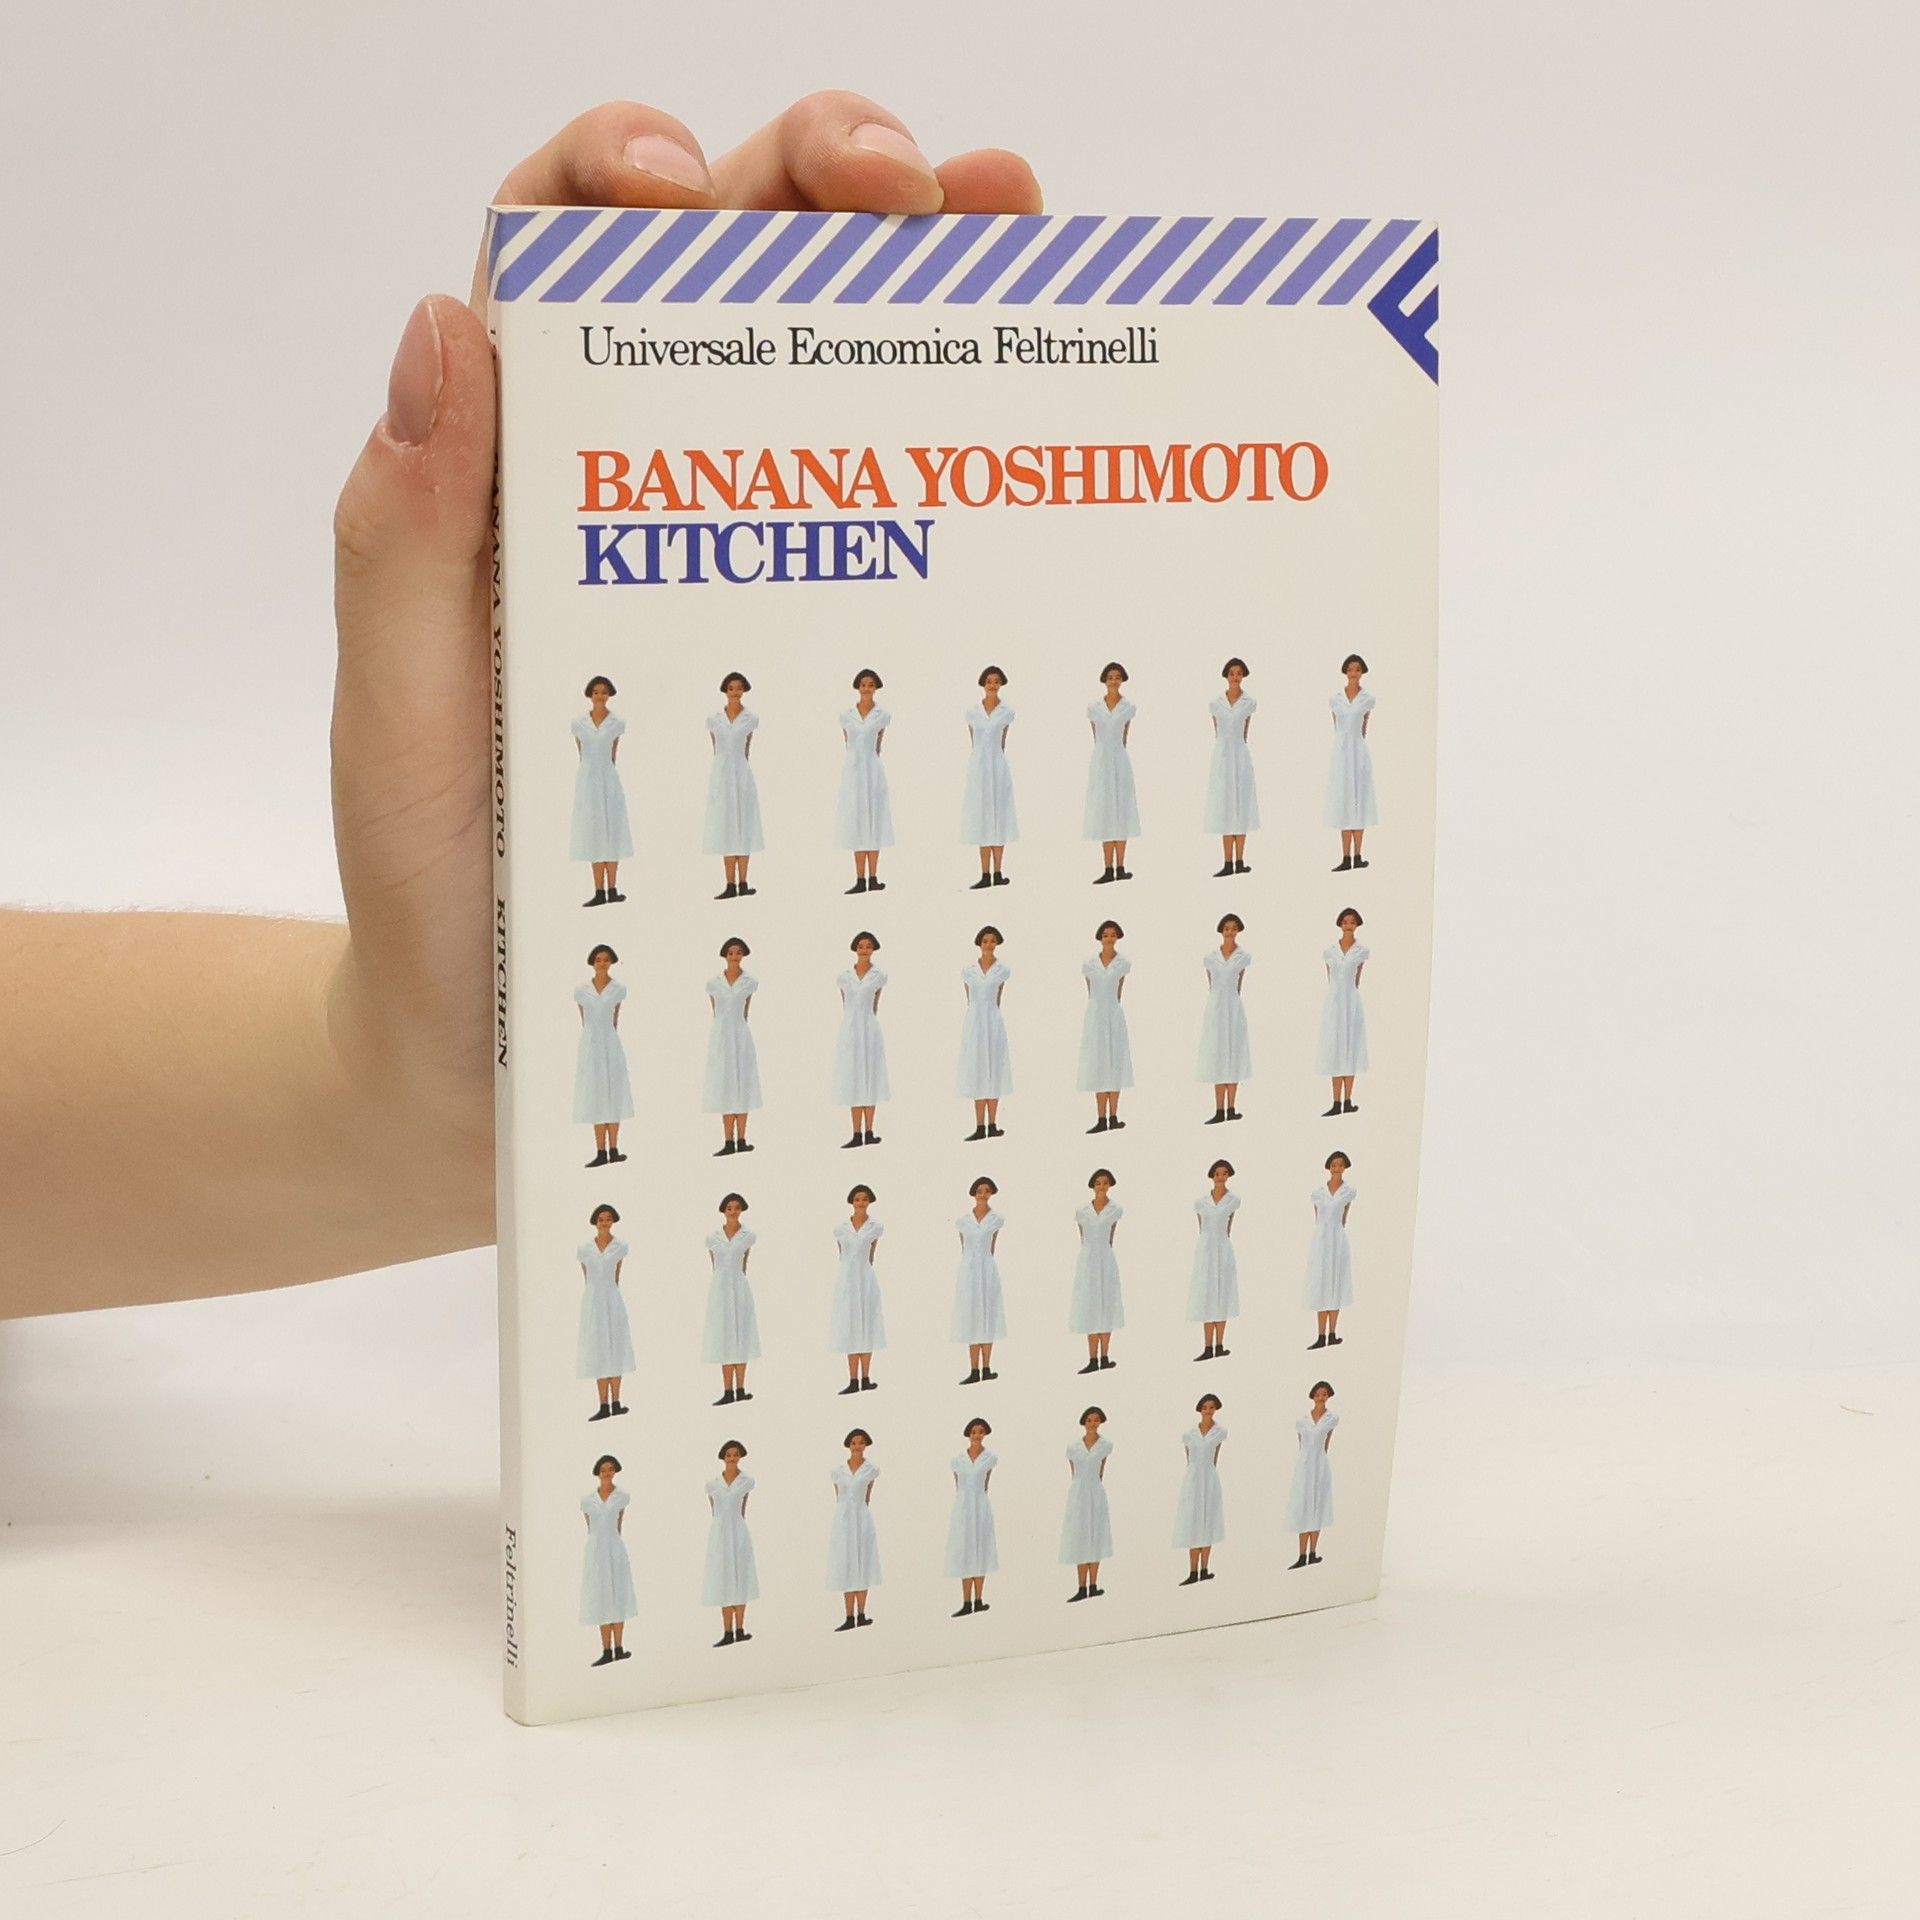 Universale Economica Feltrinelli
BANANA YOSHIMOTO
KITCHEN
BANANA YOSHIMOTO KITCHEN
Feltrinelli